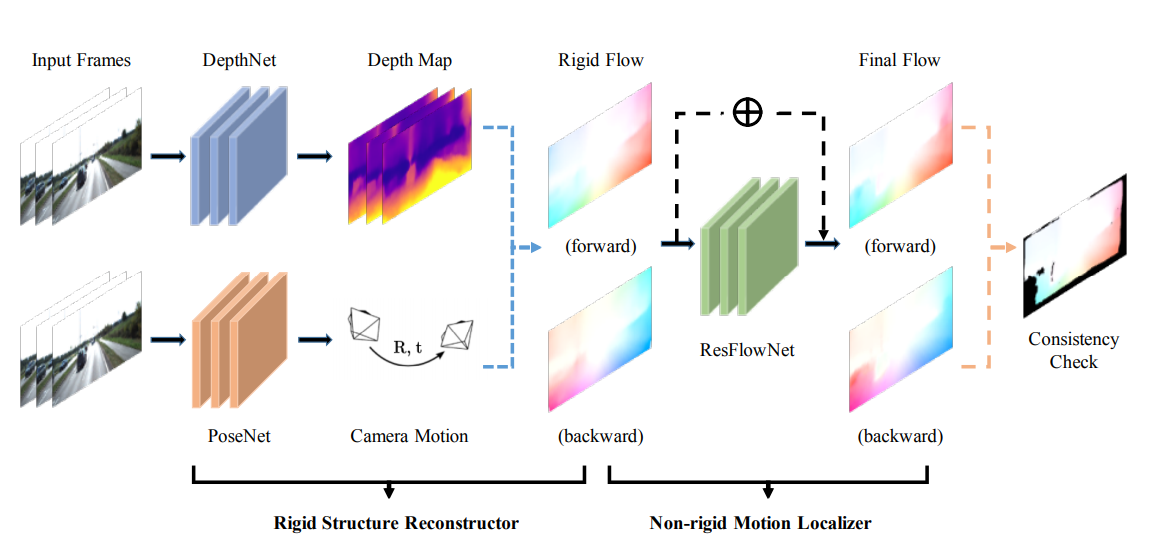 Input Frames
DepthNet
Depth Map
Rigid Flow
Final Flow
(forward)
(forward)
R, t
ResFlowNet
Consistency
Check
PoseNet
Camera Motion
(backward)
(backward)
Rigid Structure Reconstructor
Non-rigid Motion Localizer